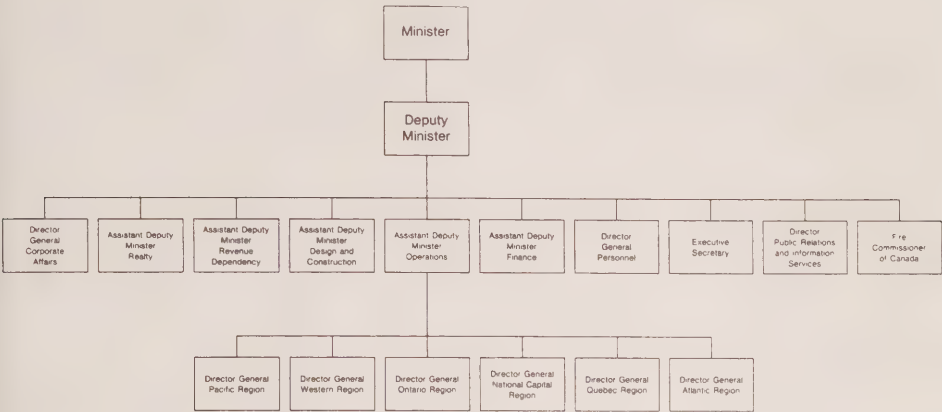 Minister
Deputy
Minister
Director
General
Corporate
Affairs
Assistant Deputy
Minister
Realty
Assistant Deputy
Minister
Revenue
Dependency
Assistant Deputy
Minister
Design and
Construction
Assistant Deputy
Minister
Operations
Assistant Deputy
Minister
Finance
Director
General
Personnel
Executive
Secretary
Director
Public Relations
and Information
Services
Fire
Commissioner
of Canada
Director General
Pacific Region
Director General
Western Region
Director General
Ontario Region
Director General
National Capital
Region
Director General
Quebec Region
Director General
Atlantic Region